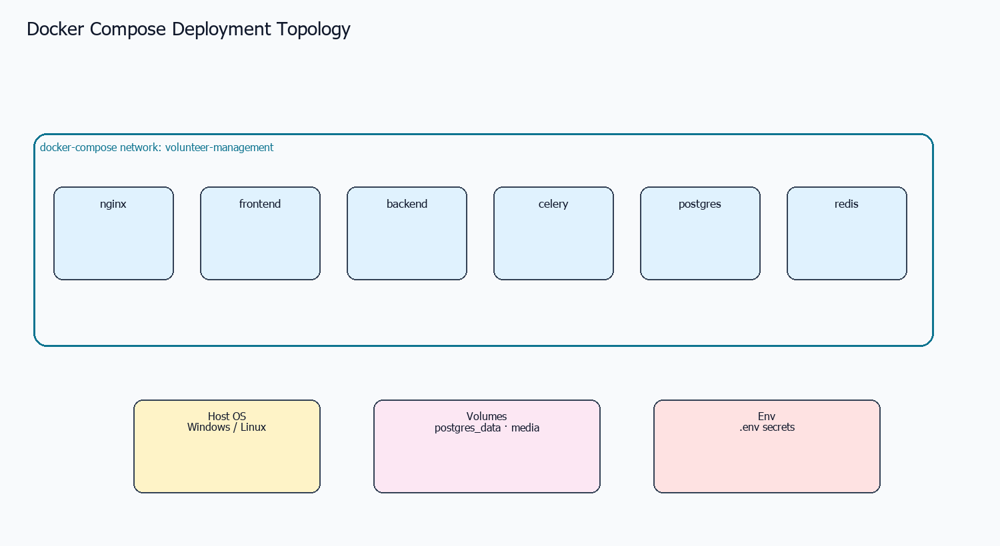 Docker Compose Deployment Topology
docker-compose network: volunteer-management
nginx
frontend
backend
celery
postgres
redis
Host OS
Windows / Linux
Volumes
postgres_data · media
Env
.env secrets